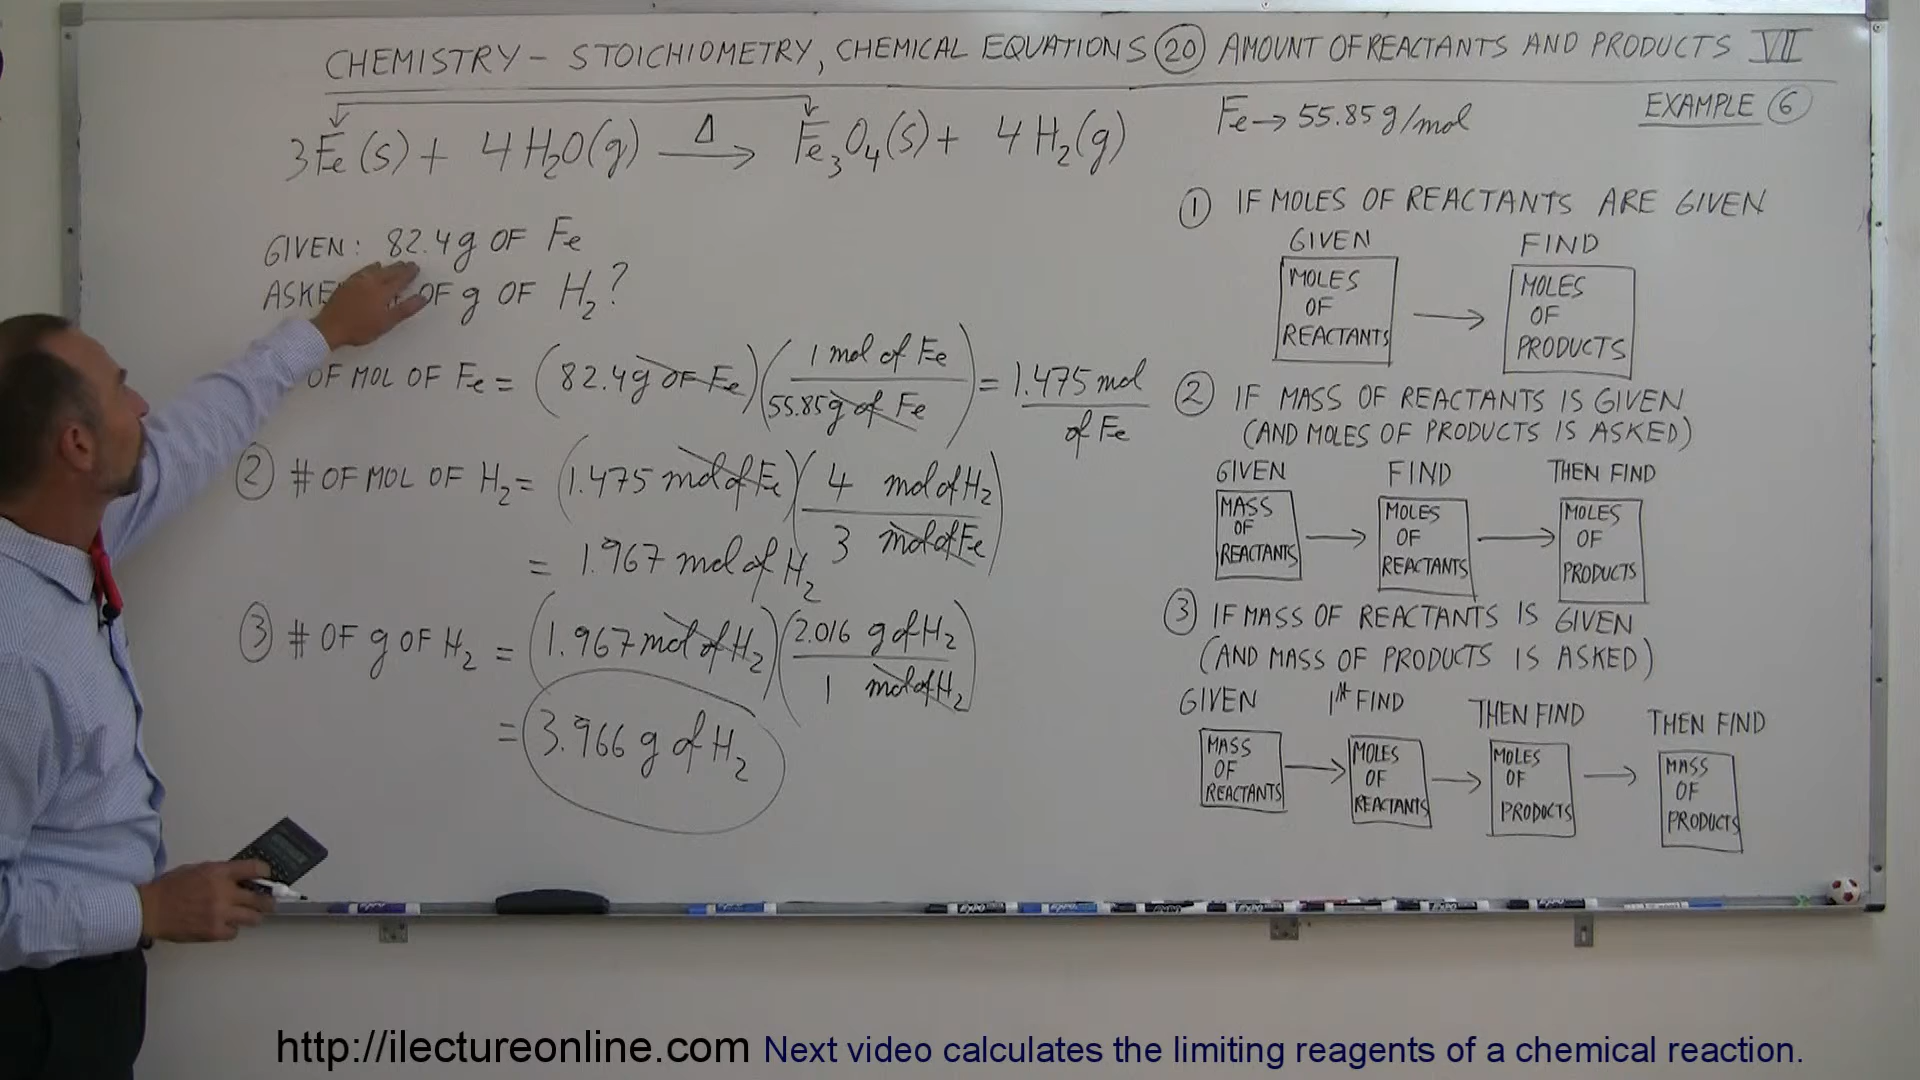 CHEMISTRY – STOICHIOMETRY, CHEMICAL EQUATIONS 20 AMOUNT OF REACTANTS AND PRODUCTS VII
3Fe(s) + 4H₂O(g) —Δ→ Fe₃O₄(s) + 4H₂(g)
Fe → 55.85 g/mol
EXAMPLE 6
GIVEN: 82.4g OF Fe
OF g OF H₂?
OF MOL OF Fe = (82.4g OF Fe)(1 mol of Fe / 55.85 g of Fe) = 1.475 mol / of Fe
② # OF MOL OF H₂ = (1.475 mol of Fe)(4 mol of H₂ / 3 mol of Fe)
= 1.967 mol of H₂
③ # OF g OF H₂ = (1.967 mol of H₂)(2.016 g of H₂ / 1 mol of H₂)
= 3.966 g of H₂
① IF MOLES OF REACTANTS ARE GIVEN
GIVEN FIND
MOLES OF REACTANTS → MOLES OF PRODUCTS
② IF MASS OF REACTANTS IS GIVEN
(AND MOLES OF PRODUCTS IS ASKED)
GIVEN FIND THEN FIND
MASS OF REACTANTS → MOLES OF REACTANTS → MOLES OF PRODUCTS
③ IF MASS OF REACTANTS IS GIVEN
(AND MASS OF PRODUCTS IS ASKED)
GIVEN 1st FIND THEN FIND THEN FIND
MASS OF REACTANTS → MOLES OF REACTANTS → MOLES OF PRODUCTS → MASS OF PRODUCTS
http://ilectureonline.com Next video calculates the limiting reagents of a chemical reaction.